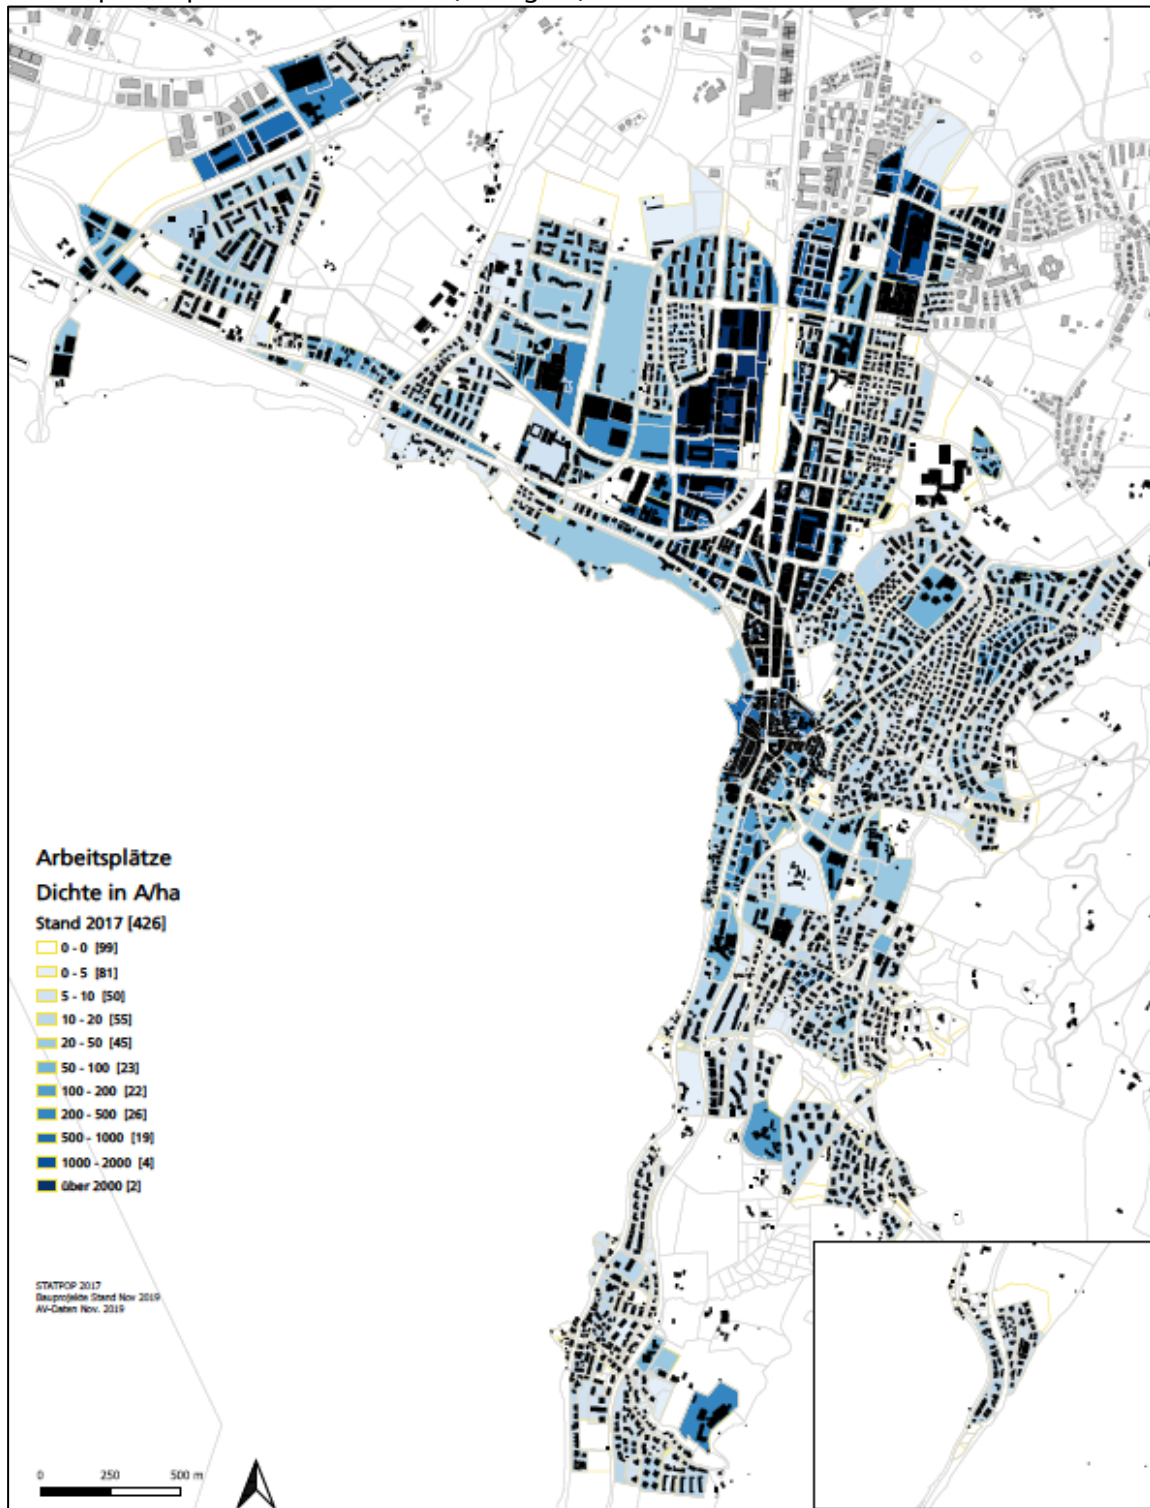 Arbeitsplätze
Dichte in A/ha
Stand 2017 [426]
0 - 0 [99]
0 - 5 [81]
5 - 10 [50]
10 - 20 [55]
20 - 50 [45]
50 - 100 [23]
100 - 200 [22]
200 - 500 [26]
500 - 1000 [19]
1000 - 2000 [4]
über 2000 [2]
STATPOP 2017
Bauprojekte Stand Nov 2019
AV-Daten Nov. 2019
0 250 500 m